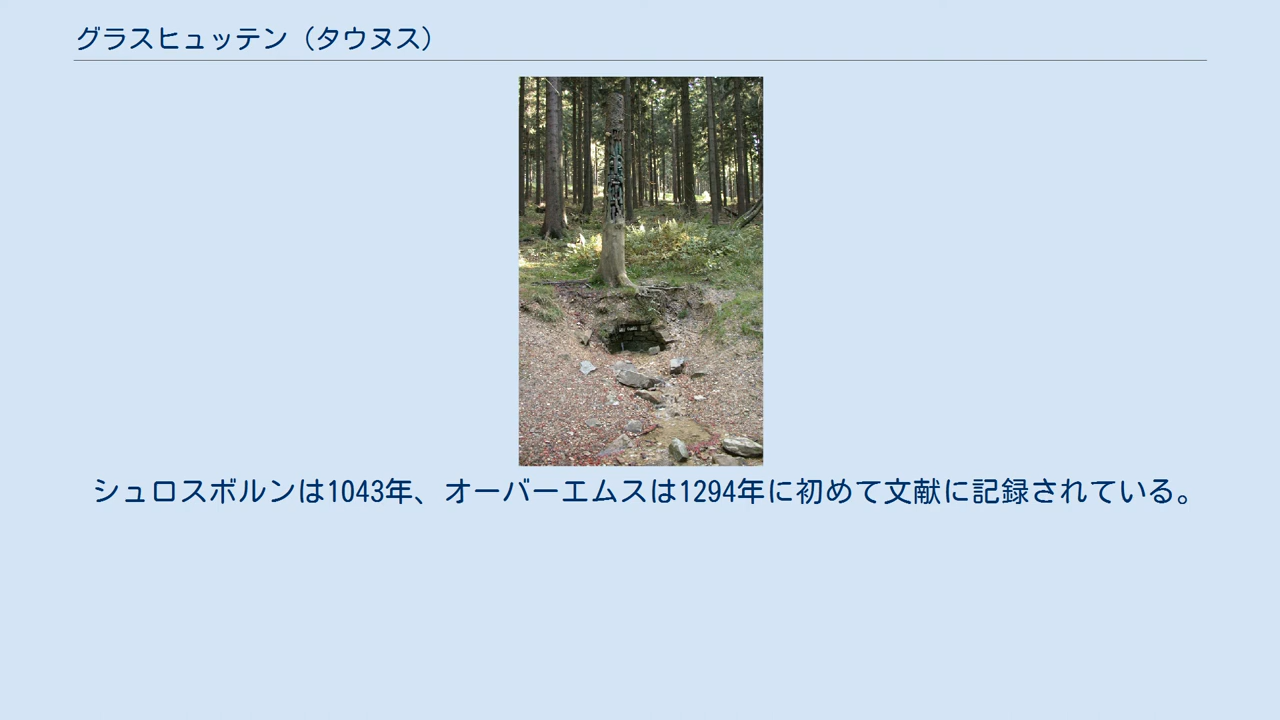 グラスヒュッテン（タウヌス）
シュロスボルンは1043年、オーバーエムスは1294年に初めて文献に記録されている。